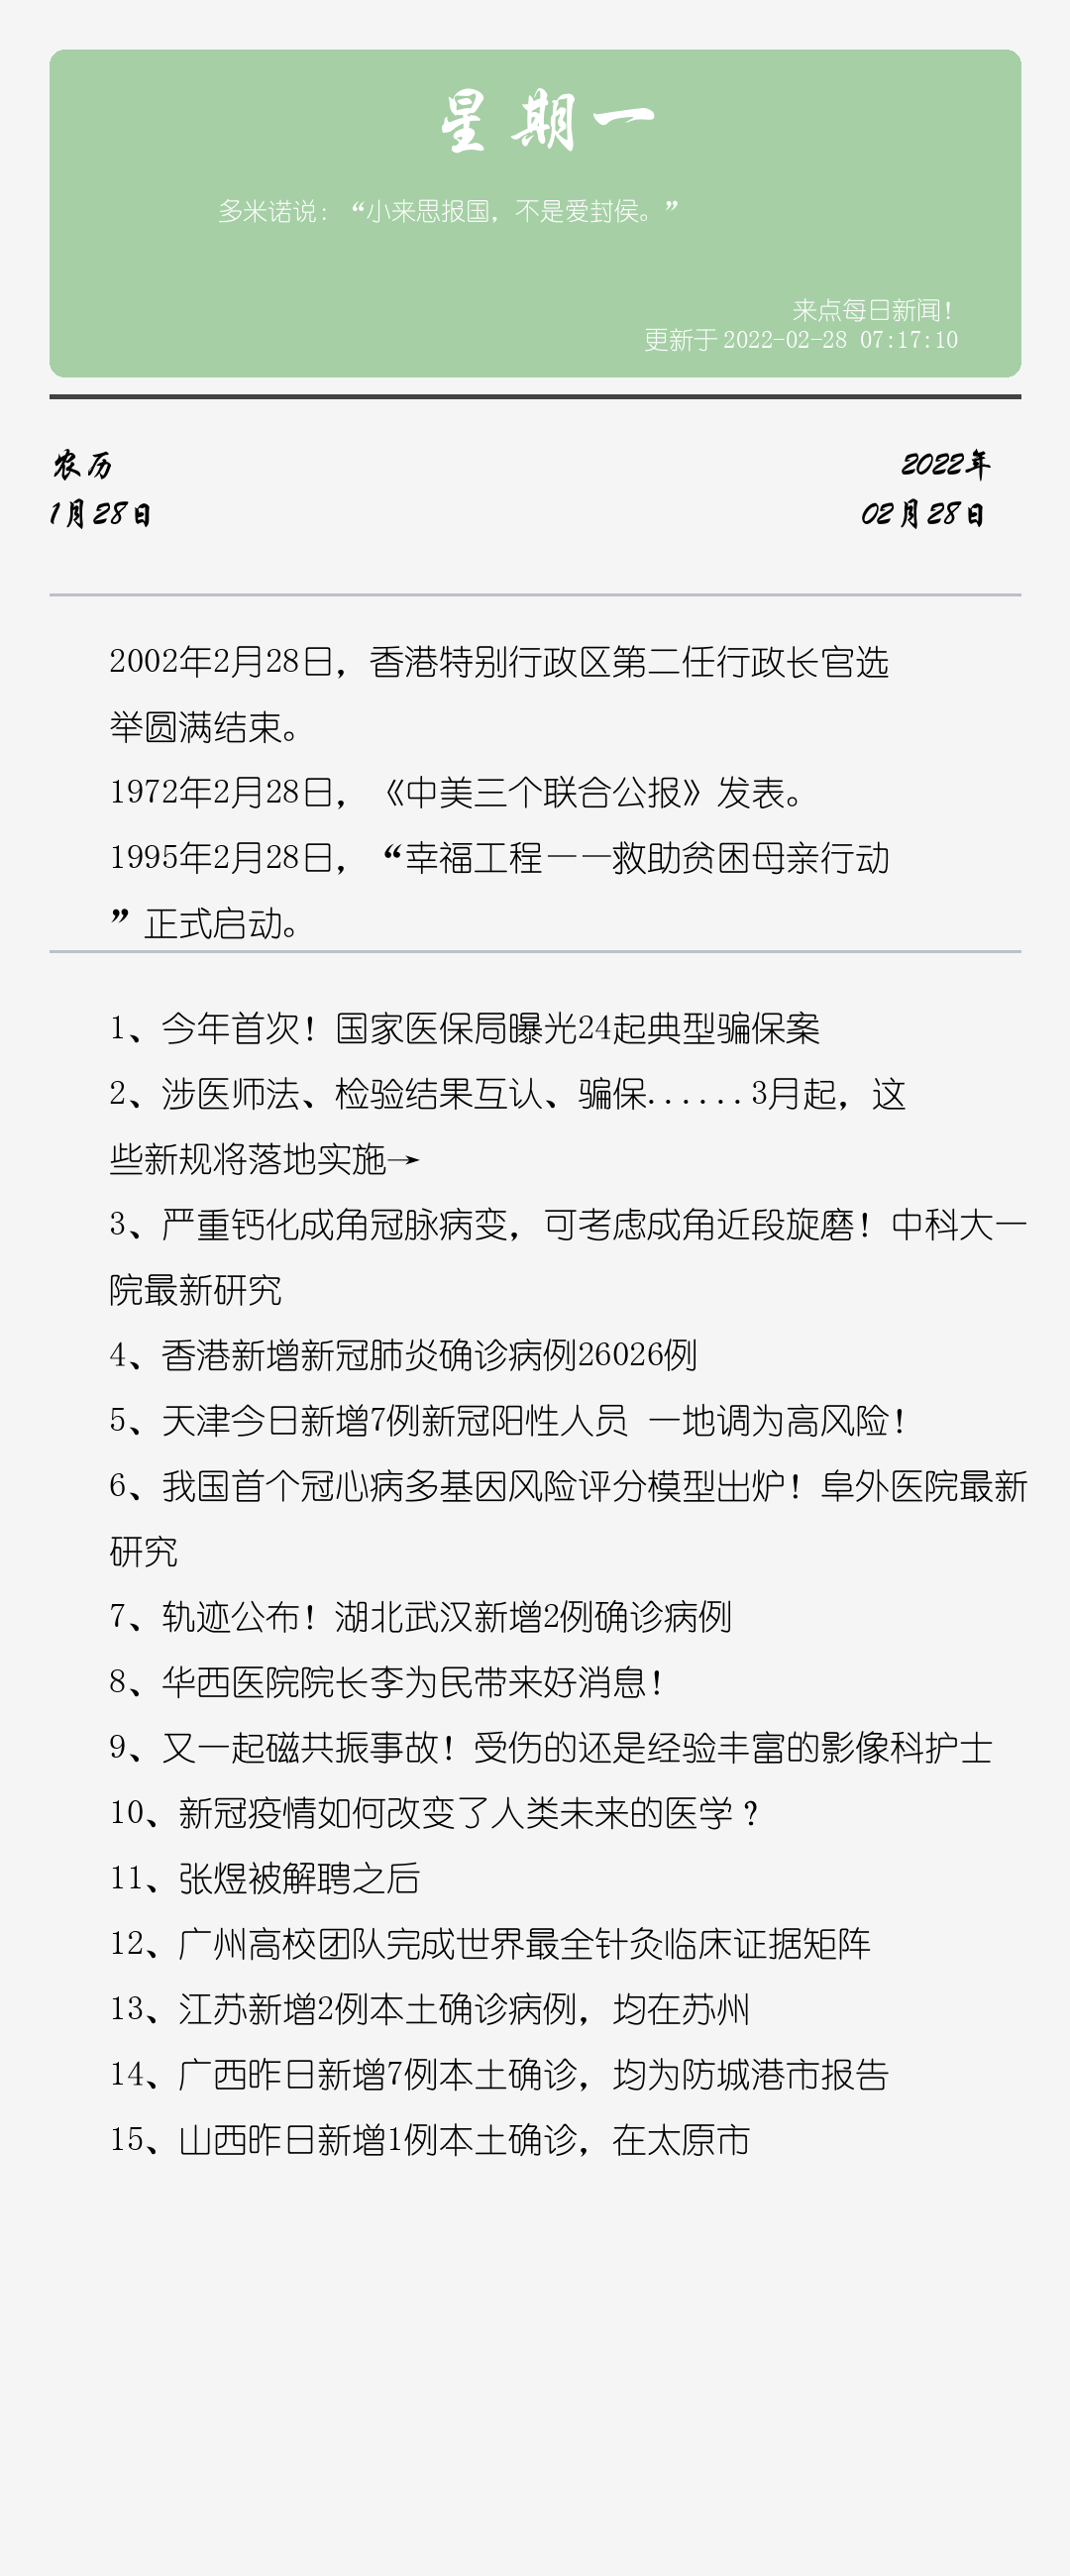 星期一
多米诺说：“小来思报国，不是爱封侯。”
来点每日新闻！
更新于 2022-02-28 07:17:10
农历
2022年
1月28日
02月28日
2002年2月28日，香港特别行政区第二任行政长官选
举圆满结束。
1972年2月28日，《中美三个联合公报》发表。
1995年2月28日，“幸福工程——救助贫困母亲行动
”正式启动。
1、今年首次！国家医保局曝光24起典型骗保案
2、涉医师法、检验结果互认、骗保......3月起，这
些新规将落地实施→
3、严重钙化成角冠脉病变，可考虑成角近段旋磨！中科大一
院最新研究
4、香港新增新冠肺炎确诊病例26026例
5、天津今日新增7例新冠阳性人员 一地调为高风险！
6、我国首个冠心病多基因风险评分模型出炉！阜外医院最新
研究
7、轨迹公布！湖北武汉新增2例确诊病例
8、华西医院院长李为民带来好消息！
9、又一起磁共振事故！受伤的还是经验丰富的影像科护士
10、新冠疫情如何改变了人类未来的医学？
11、张煜被解聘之后
12、广州高校团队完成世界最全针灸临床证据矩阵
13、江苏新增2例本土确诊病例，均在苏州
14、广西昨日新增7例本土确诊，均为防城港市报告
15、山西昨日新增1例本土确诊，在太原市